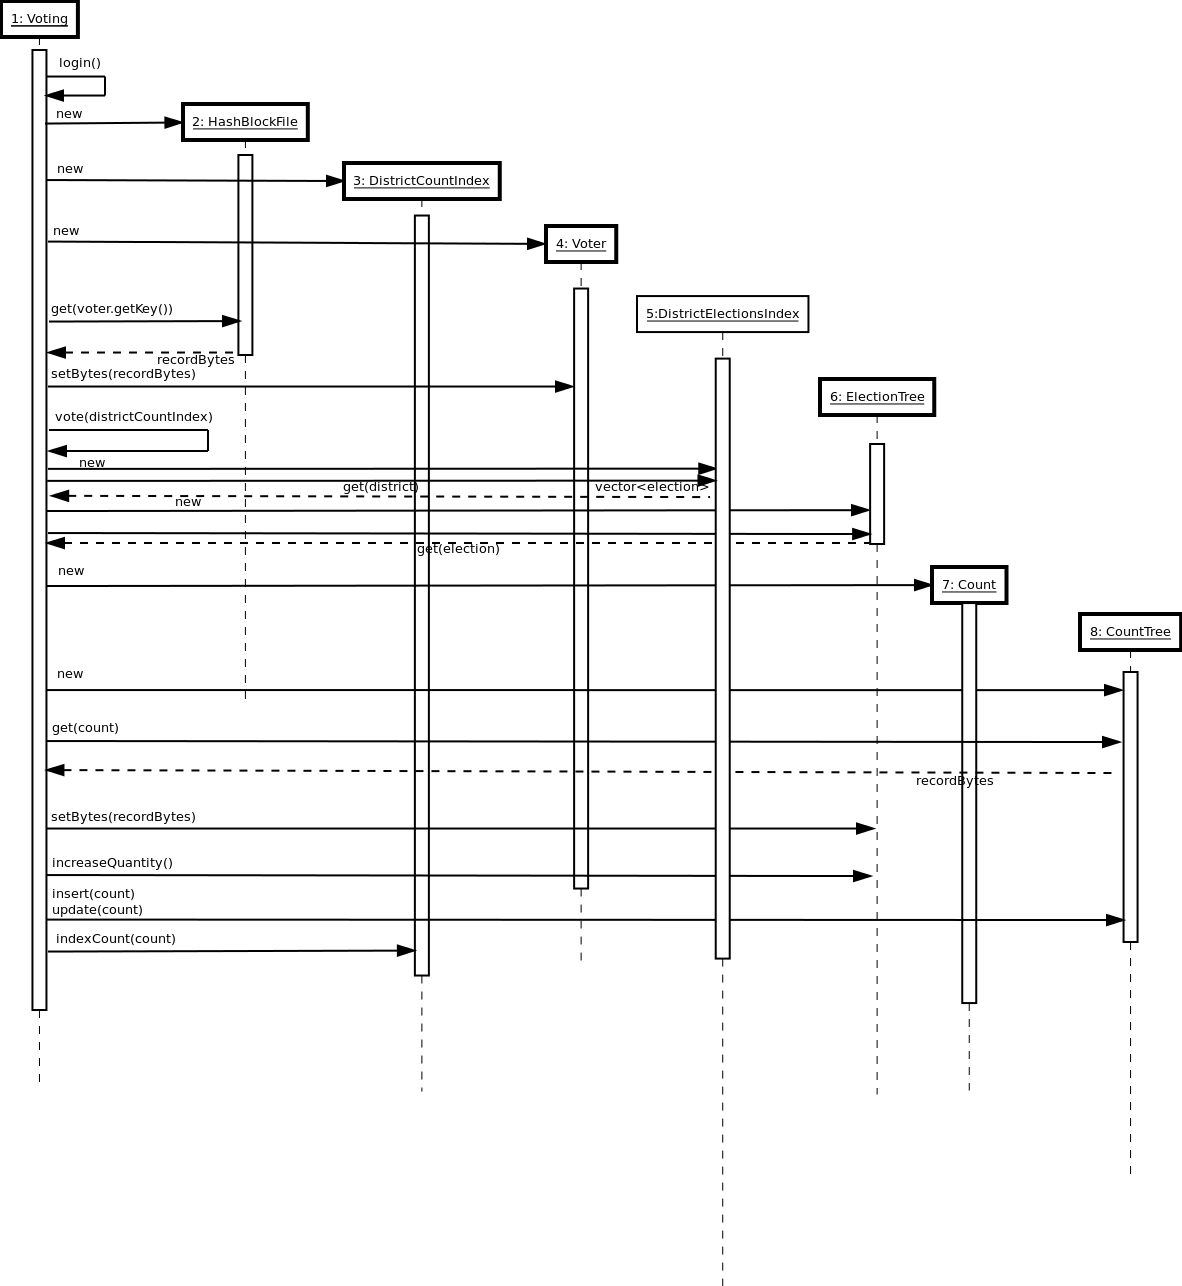 1: Voting
login()
new
2: HashBlockFile
new
3: DistrictCountIndex
new
4: Voter
get(voter.getKey())
5:DistrictElectionsIndex
recordBytes
setBytes(recordBytes)
6: ElectionTree
vote(districtCountIndex)
new
get(district)
vector<election>
new
get(election)
new
7: Count
8: CountTree
new
get(count)
recordBytes
setBytes(recordBytes)
increaseQuantity()
insert(count)
update(count)
indexCount(count)